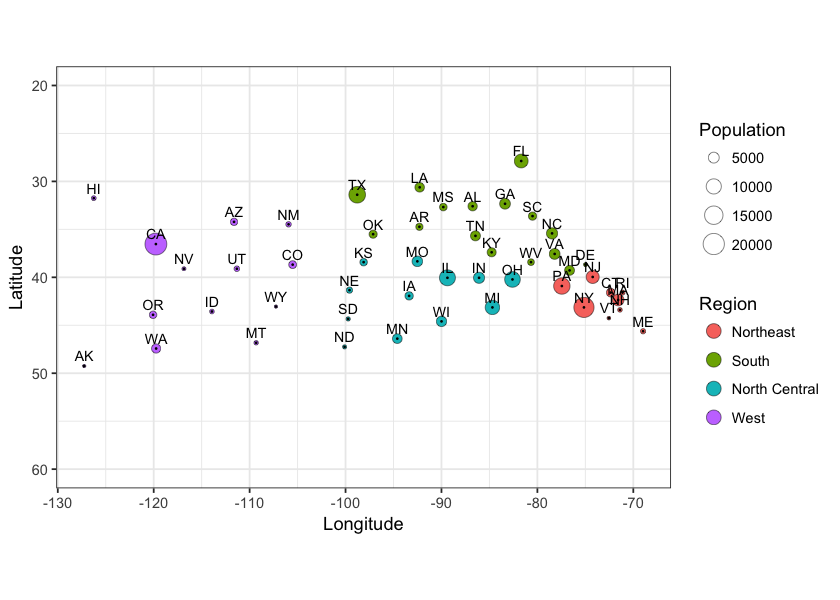 20
30
40
50
60
-130
-120
-110
-100
-90
-80
-70
Latitude
Longitude
FL
HI
TX
LA
MS
AL
GA
SC
AZ
NM
OK
AR
TN
NC
CA
KY
VA
NV
UT
CO
KS
MO
IL
IN
OH
WV
MD
DE
NJ
PA
NE
IA
CT
RI
MA
NH
OR
ID
WY
SD
MI
NY
VT
WA
MT
ND
MN
WI
ME
AK
Population
5000
10000
15000
20000
Region
Northeast
South
North Central
West